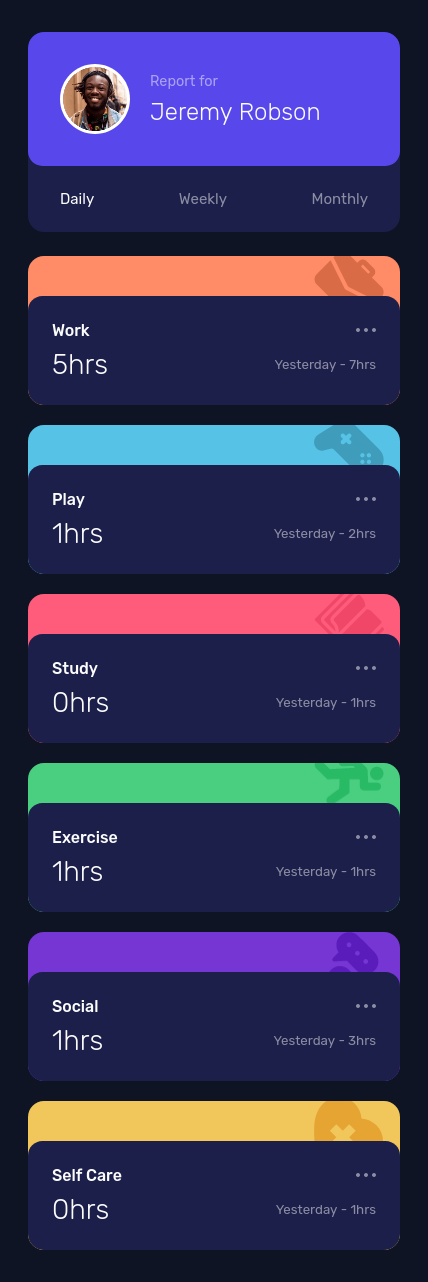 Report for
Jeremy Robson
Daily Weekly Monthly
Work
5hrs Yesterday - 7hrs
Play
1hrs Yesterday - 2hrs
Study
0hrs Yesterday - 1hrs
Exercise
1hrs Yesterday - 1hrs
Social
1hrs Yesterday - 3hrs
Self Care
0hrs Yesterday - 1hrs